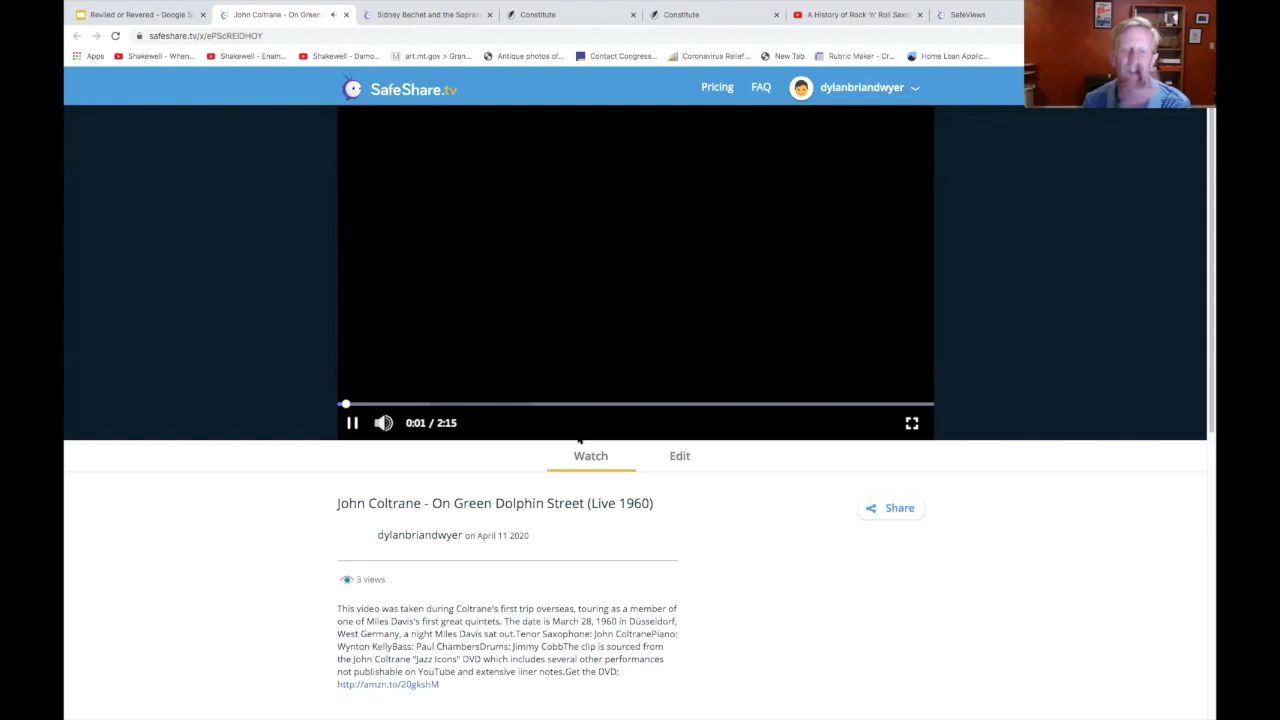 Reviled or Revered - Google S
John Coltrane - On Green
Sidney Bechet and the Sopran
Constitute
Constitute
A History of Rock 'n' Roll Saxo
SafeViews
safeshare.tv/x/ePScREIDHOY
Apps
Shakewell - When...
Shakewell - Enam...
Shakewell - Damo...
art.mt.gov > Gran...
Antique photos of...
Contact Congress...
Coronavirus Relief...
New Tab
Rubric Maker - Cr...
Home Loan Applic...
SafeShare.tv
Pricing
FAQ
dylanbriandwyer
0:01 / 2:15
Watch
Edit
John Coltrane - On Green Dolphin Street (Live 1960)
Share
dylanbriandwyer on April 11 2020
3 views
This video was taken during Coltrane's first trip overseas, touring as a member of
one of Miles Davis's first great quintets. The date is March 28, 1960 in Düsseldorf,
West Germany, a night Miles Davis sat out.Tenor Saxophone: John ColtranePiano:
Wynton KellyBass: Paul ChambersDrums: Jimmy CobbThe clip is sourced from
the John Coltrane "Jazz Icons" DVD which includes several other performances
not publishable on YouTube and extensive liner notes.Get the DVD:
http://amzn.to/20gkshM